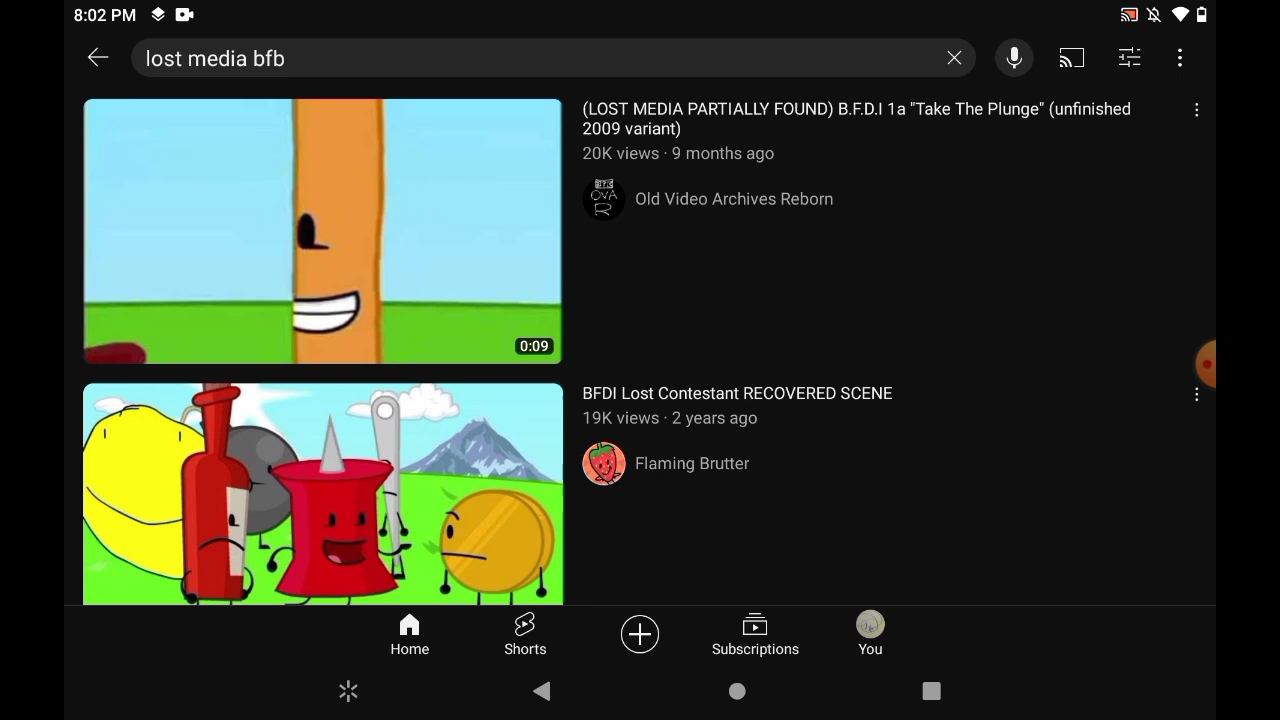 8:02 PM
lost media bfb
(LOST MEDIA PARTIALLY FOUND) B.F.D.I 1a "Take The Plunge" (unfinished
2009 variant)
20K views · 9 months ago
Old Video Archives Reborn
0:09
BFDI Lost Contestant RECOVERED SCENE
19K views · 2 years ago
Flaming Brutter
Home
Shorts
Subscriptions
You